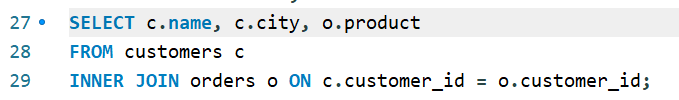 27 SELECT c.name, c.city, o.product
28 FROM customers c
29 INNER JOIN orders o ON c.customer_id = o.customer_id;